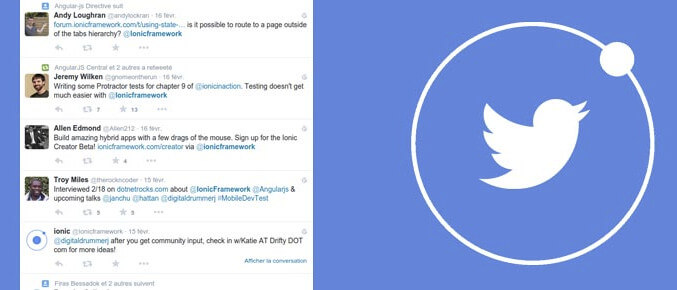 Angular-js Directive suit
Andy Loughran @andylockran · 16 févr.
forum.ionicframework.com/t/using-state-... is it possible to route to a page outside
of the tabs hierarchy? @Ionicframework
AngularJS Central et 2 autres a retweeté
Jeremy Wilken @gnomeontherun · 16 févr.
Writing some Protractor tests for chapter 9 of @ionicinaction. Testing doesn't get
much easier with @Ionicframework
7 13
Allen Edmond @Allen212 · 16 févr.
Build amazing hybrid apps with a few drags of the mouse. Sign up for the Ionic
Creator Beta! ionicframework.com/creator via @ionicframework
4
Troy Miles @therockncoder · 15 févr.
Interviewed 2/18 on dotnetrocks.com about @IonicFramework @Angularjs &
upcoming talks @janchu @hattan @digitaldrummerj #MobileDevTest
5 5
ionic @ionicframework · 15 févr.
@digitaldrummerj after you get community input, check in w/Katie AT Drifty DOT
com for more ideas!
Afficher la conversation
Firas Bessadok et 2 autres suivent